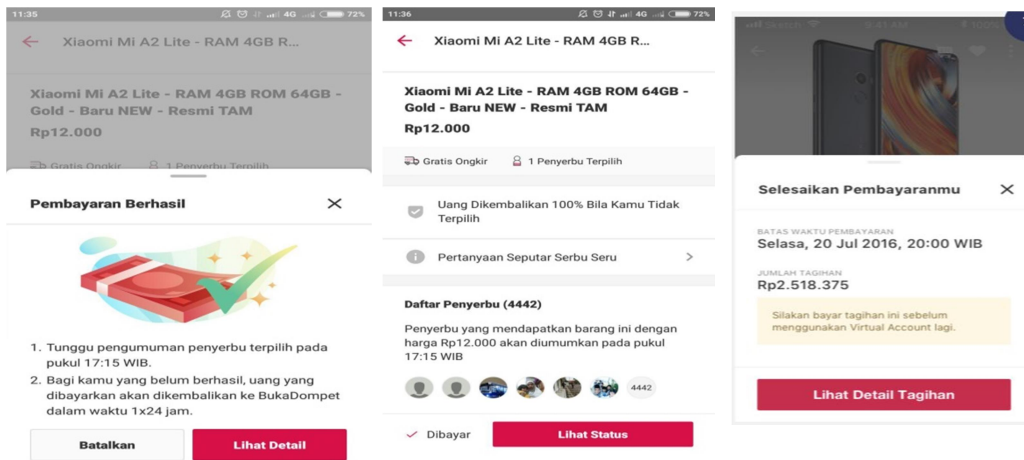 11:35
4G 72%
Xiaomi Mi A2 Lite - RAM 4GB R...
Xiaomi Mi A2 Lite - RAM 4GB ROM 64GB -
Gold - Baru NEW - Resmi TAM
Rp12.000
Gratis Ongkir 1 Penyerbu Terpilih
Pembayaran Berhasil
1. Tunggu pengumuman penyerbu terpilih pada
pukul 17:15 WIB.
2. Bagi kamu yang belum berhasil, uang yang
dibayarkan akan dikembalikan ke BukaDompet
dalam waktu 1x24 jam.
Batalkan
Lihat Detail
11:36
4G 72%
Xiaomi Mi A2 Lite - RAM 4GB R...
Xiaomi Mi A2 Lite - RAM 4GB ROM 64GB -
Gold - Baru NEW - Resmi TAM
Rp12.000
Gratis Ongkir 1 Penyerbu Terpilih
Uang Dikembalikan 100% Bila Kamu Tidak
Terpilih
Pertanyaan Seputar Serbu Seru
Daftar Penyerbu (4442)
Penyerbu yang mendapatkan barang ini dengan
harga Rp12.000 akan diumumkan pada pukul
17:15 WIB
4442
Dibayar
Lihat Status
Sketch 9:41 AM 100%
Selesaikan Pembayaranmu
BATAS WAKTU PEMBAYARAN
Selasa, 20 Jul 2016, 20:00 WIB
JUMLAH TAGIHAN
Rp2.518.375
Silakan bayar tagihan ini sebelum
menggunakan Virtual Account lagi.
Lihat Detail Tagihan